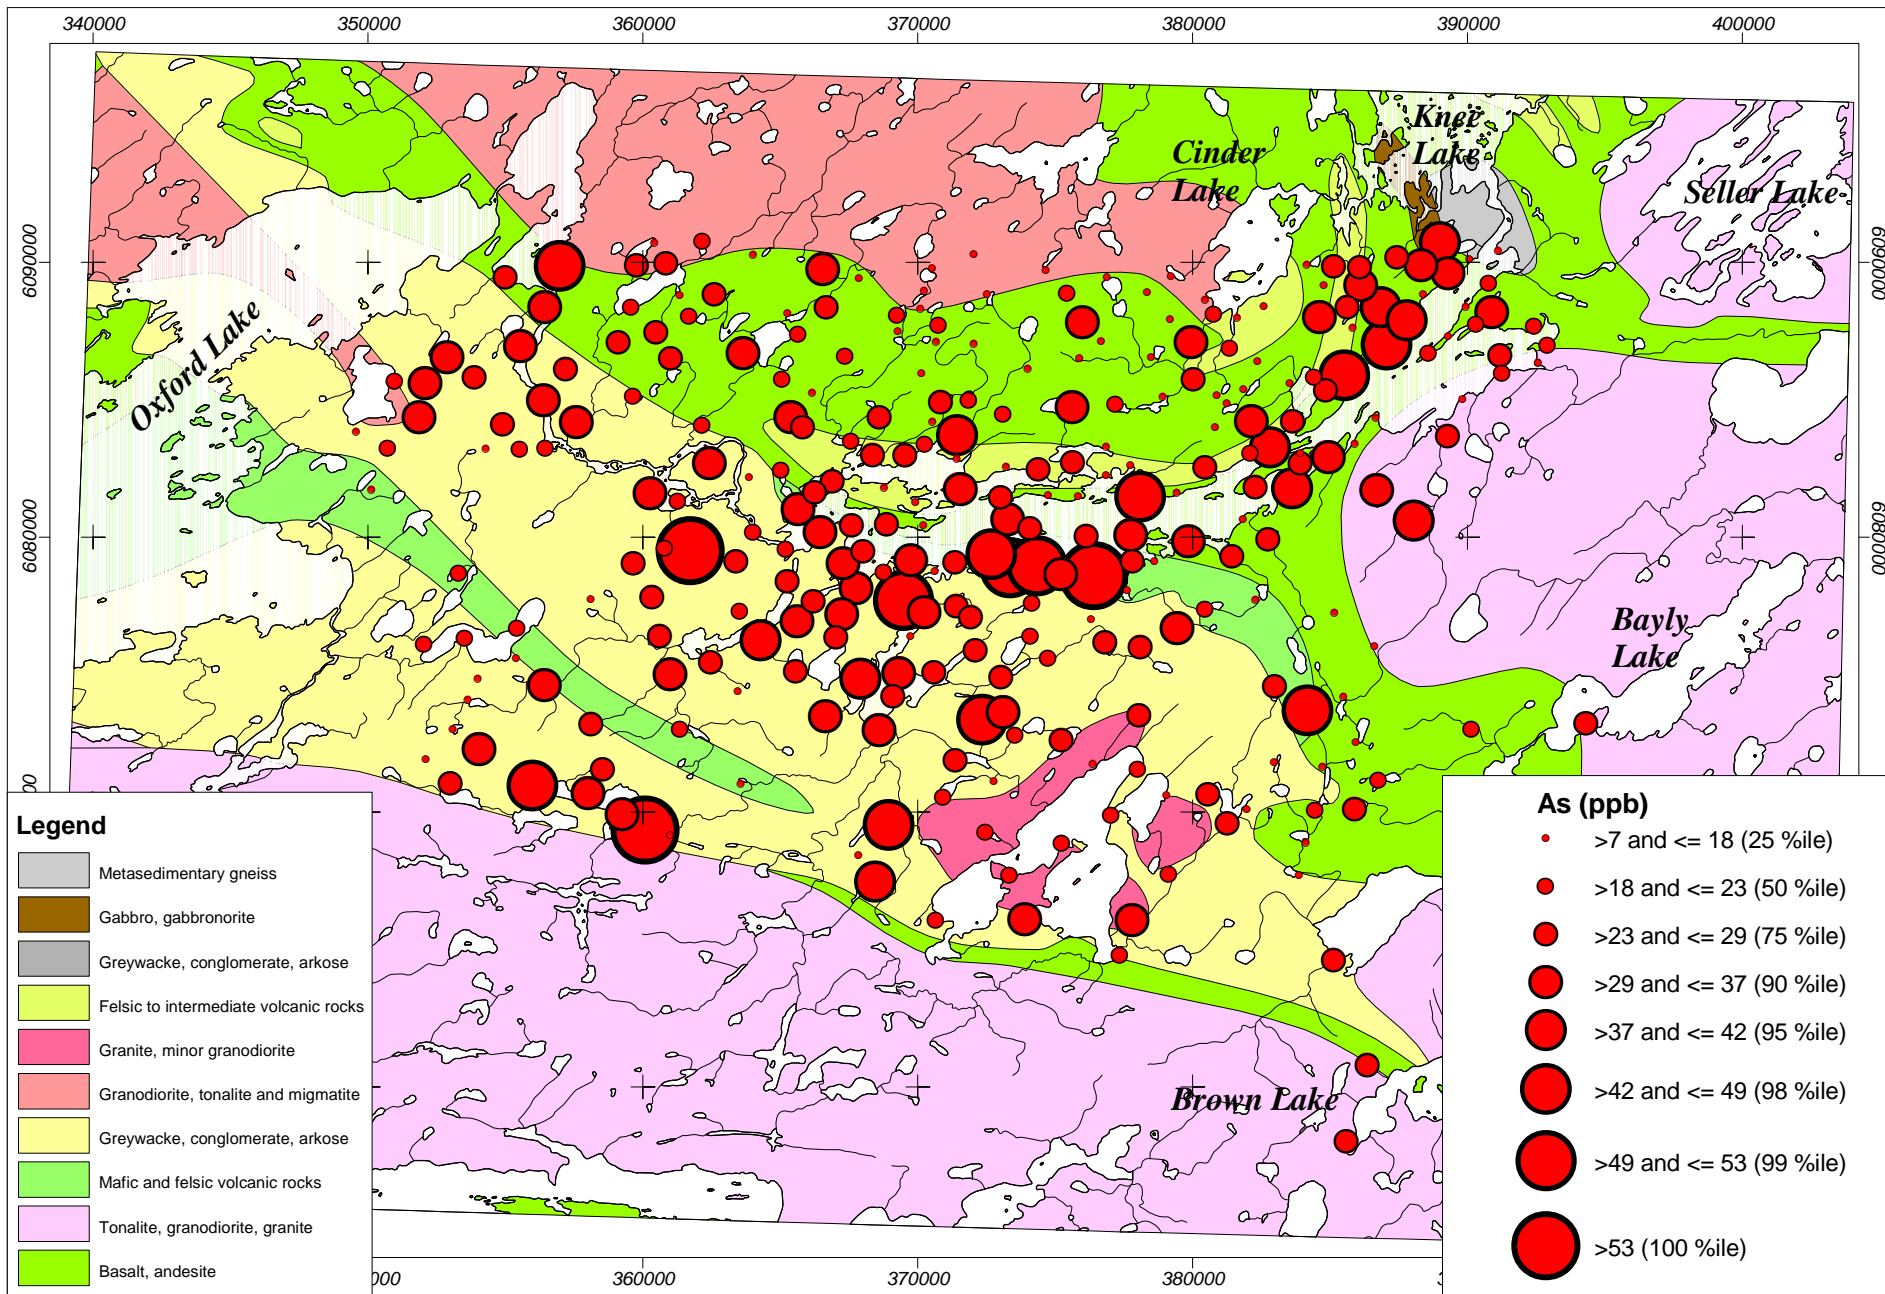 340000 350000 360000 370000 380000 390000 400000
Knee
Lake
Cinder
Lake
Seller Lake
6090000
6090000
Oxford Lake
6080000
6080000
Bayly
Lake
Brown Lake
00
Legend
Metasedimentary gneiss
Gabbro, gabbronorite
Greywacke, conglomerate, arkose
Felsic to intermediate volcanic rocks
Granite, minor granodiorite
Granodiorite, tonalite and migmatite
Greywacke, conglomerate, arkose
Mafic and felsic volcanic rocks
Tonalite, granodiorite, granite
Basalt, andesite
As (ppb)
>7 and <= 18 (25 %ile)
>18 and <= 23 (50 %ile)
>23 and <= 29 (75 %ile)
>29 and <= 37 (90 %ile)
>37 and <= 42 (95 %ile)
>42 and <= 49 (98 %ile)
>49 and <= 53 (99 %ile)
>53 (100 %ile)
360000 370000 380000